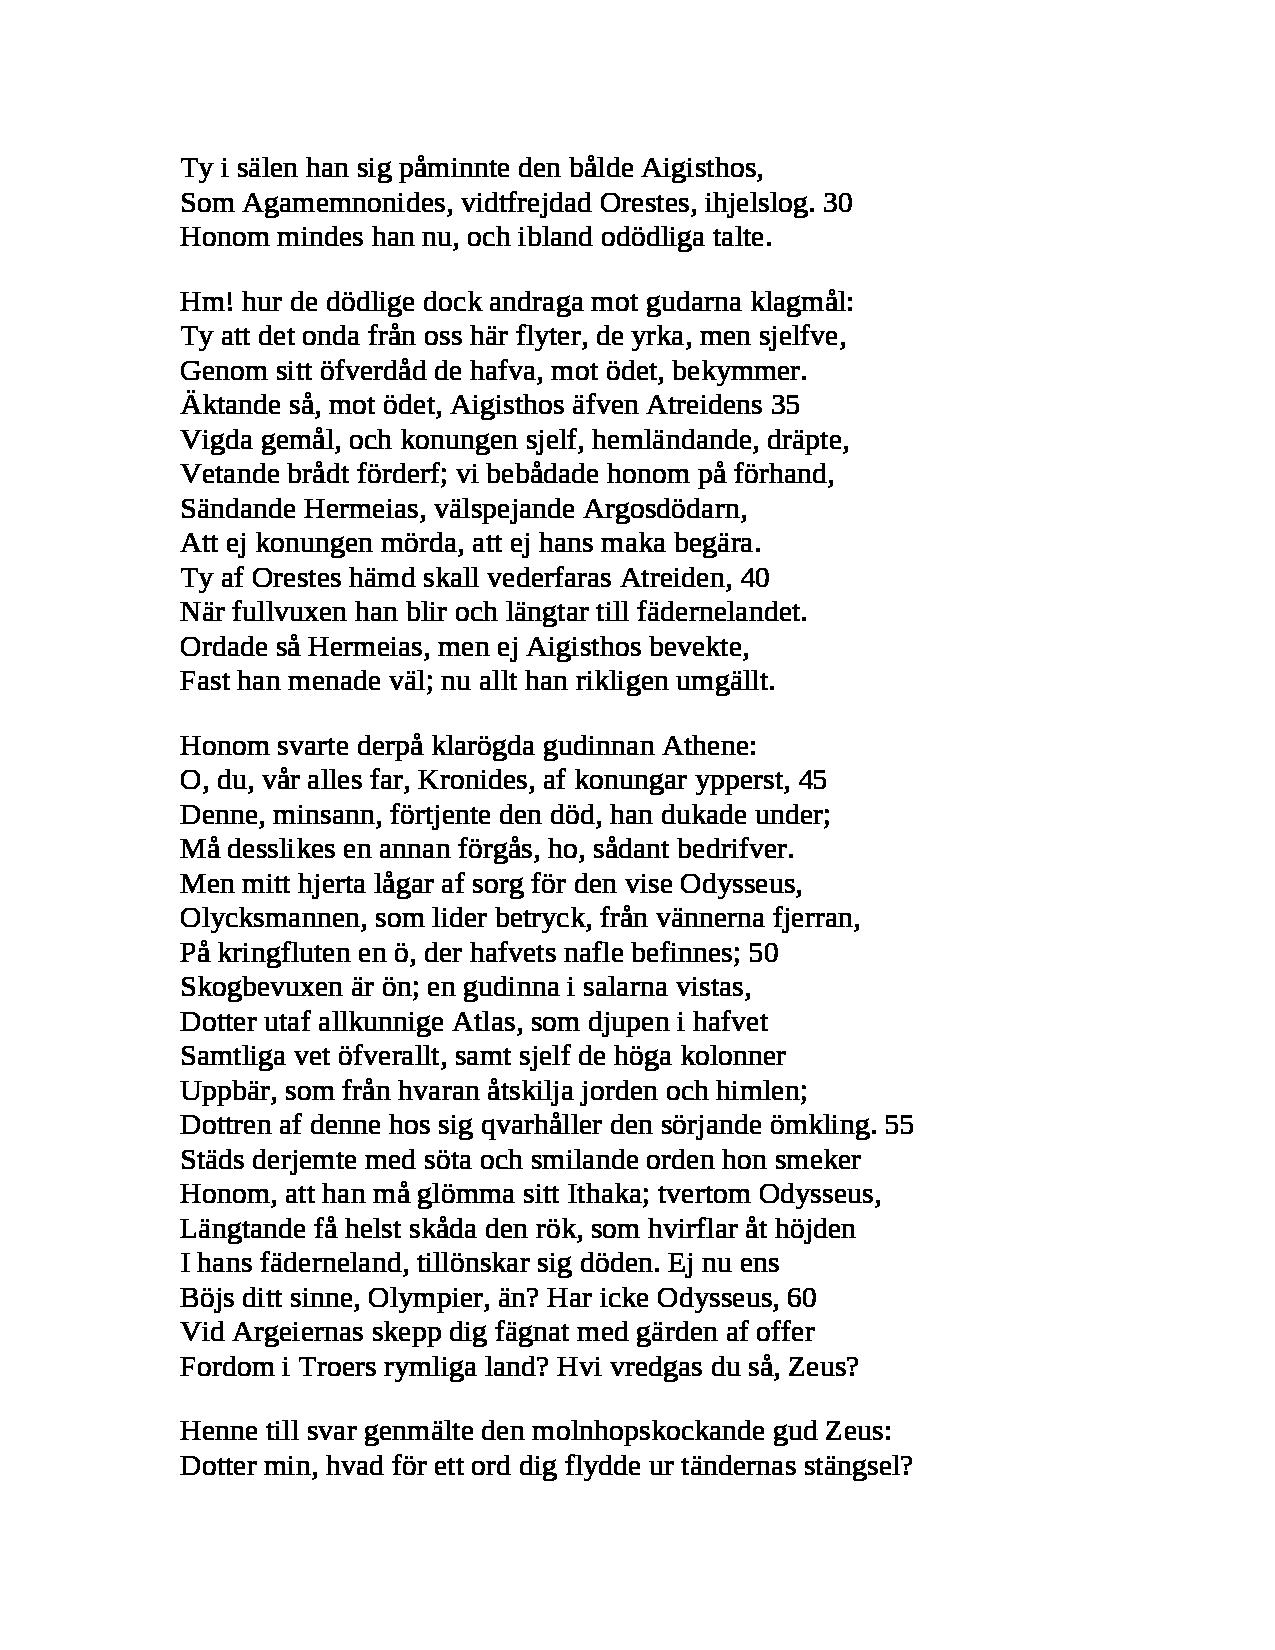 Ty i sälen han sig påminnte den bålde Aigisthos,
Som Agamemnonides, vidtfrejdad Orestes, ihjelslog. 30
Honom mindes han nu, och ibland odödliga talte.
Hm! hur de dödlige dock andraga mot gudarna klagmål:
Ty att det onda från oss här flyter, de yrka, men sjelfve,
Genom sitt öfverdåd de hafva, mot ödet, bekymmer.
Äktande så, mot ödet, Aigisthos äfven Atreidens 35
Vigda gemål, och konungen sjelf, hemländande, dräpte,
Vetande brådt förderf; vi bebådade honom på förhand,
Sändande Hermeias, välspejande Argosdödarn,
Att ej konungen mörda, att ej hans maka begära.
Ty af Orestes hämd skall vederfaras Atreiden, 40
När fullvuxen han blir och längtar till fädernelandet.
Ordade så Hermeias, men ej Aigisthos bevekte,
Fast han menade väl; nu allt han rikligen umgällt.
Honom svarte derpå klarögda gudinnan Athene:
O, du, vår alles far, Kronides, af konungar ypperst, 45
Denne, minsann, förtjente den död, han dukade under;
Må desslikes en annan förgås, ho, sådant bedrifver.
Men mitt hjerta lågar af sorg för den vise Odysseus,
Olycksmannen, som lider betryck, från vännerna fjerran,
På kringfluten en ö, der hafvets nafle befinnes; 50
Skogbevuxen är ön; en gudinna i salarna vistas,
Dotter utaf allkunnige Atlas, som djupen i hafvet
Samtliga vet öfverallt, samt sjelf de höga kolonner
Uppbär, som från hvaran åtskilja jorden och himlen;
Dottren af denne hos sig qvarhåller den sörjande ömkling. 55
Städs derjemte med söta och smilande orden hon smeker
Honom, att han må glömma sitt Ithaka; tvertom Odysseus,
Längtande få helst skåda den rök, som hvirflar åt höjden
I hans fäderneland, tillönskar sig döden. Ej nu ens
Böjs ditt sinne, Olympier, än? Har icke Odysseus, 60
Vid Argeiernas skepp dig fägnat med gärden af offer
Fordom i Troers rymliga land? Hvi vredgas du så, Zeus?
Henne till svar genmälte den molnhopskockande gud Zeus:
Dotter min, hvad för ett ord dig flydde ur tändernas stängsel?